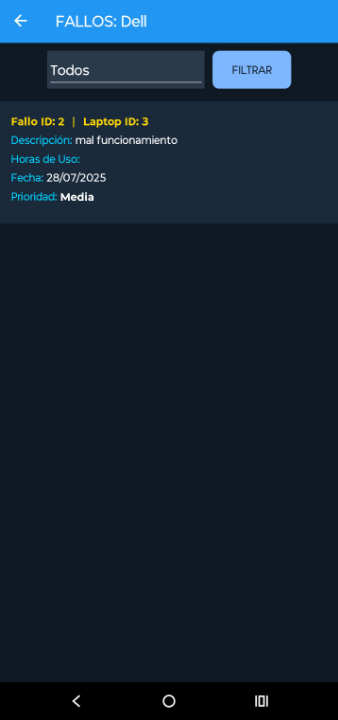 FALLOS: Dell
Todos
FILTRAR
Fallo ID: 2 | Laptop ID: 3
Descripción: mal funcionamiento
Horas de Uso:
Fecha: 28/07/2025
Prioridad: Media